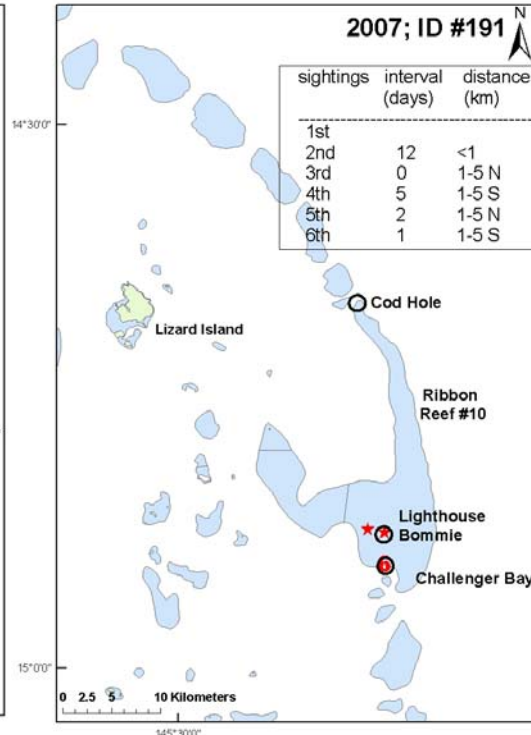 2007; ID #191
N
sightings interval distance
(days) (km)
1st
2nd 12 <1
3rd 0 1-5 N
4th 5 1-5 S
5th 2 1-5 N
6th 1 1-5 S
14°30'0"
Cod Hole
Lizard Island
Ribbon
Reef #10
Lighthouse
Bommie
Challenger Bay
15°0'0"
0 2.5 5 10 Kilometers
145°30'0"